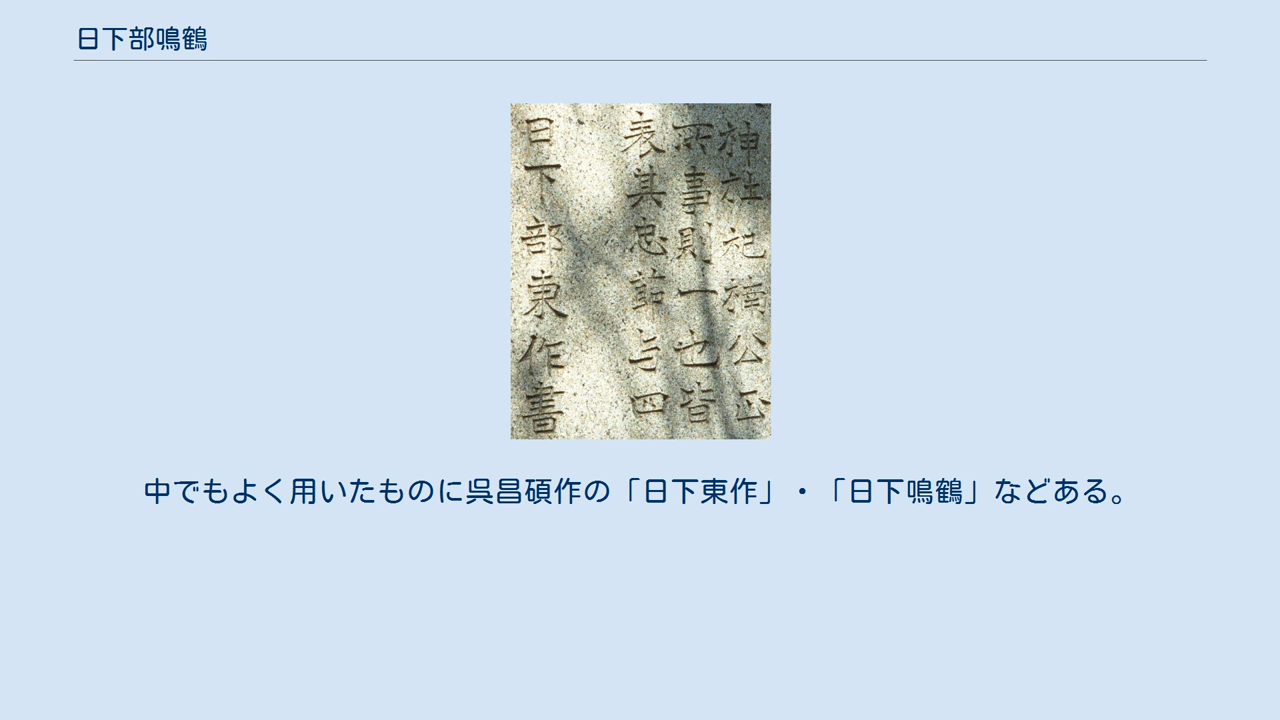 日下部鳴鶴
神社祀楠公正
所事則一也皆
表其忠節与四
日下部東作書
中でもよく用いたものに呉昌碩作の「日下東作」・「日下鳴鶴」などある。